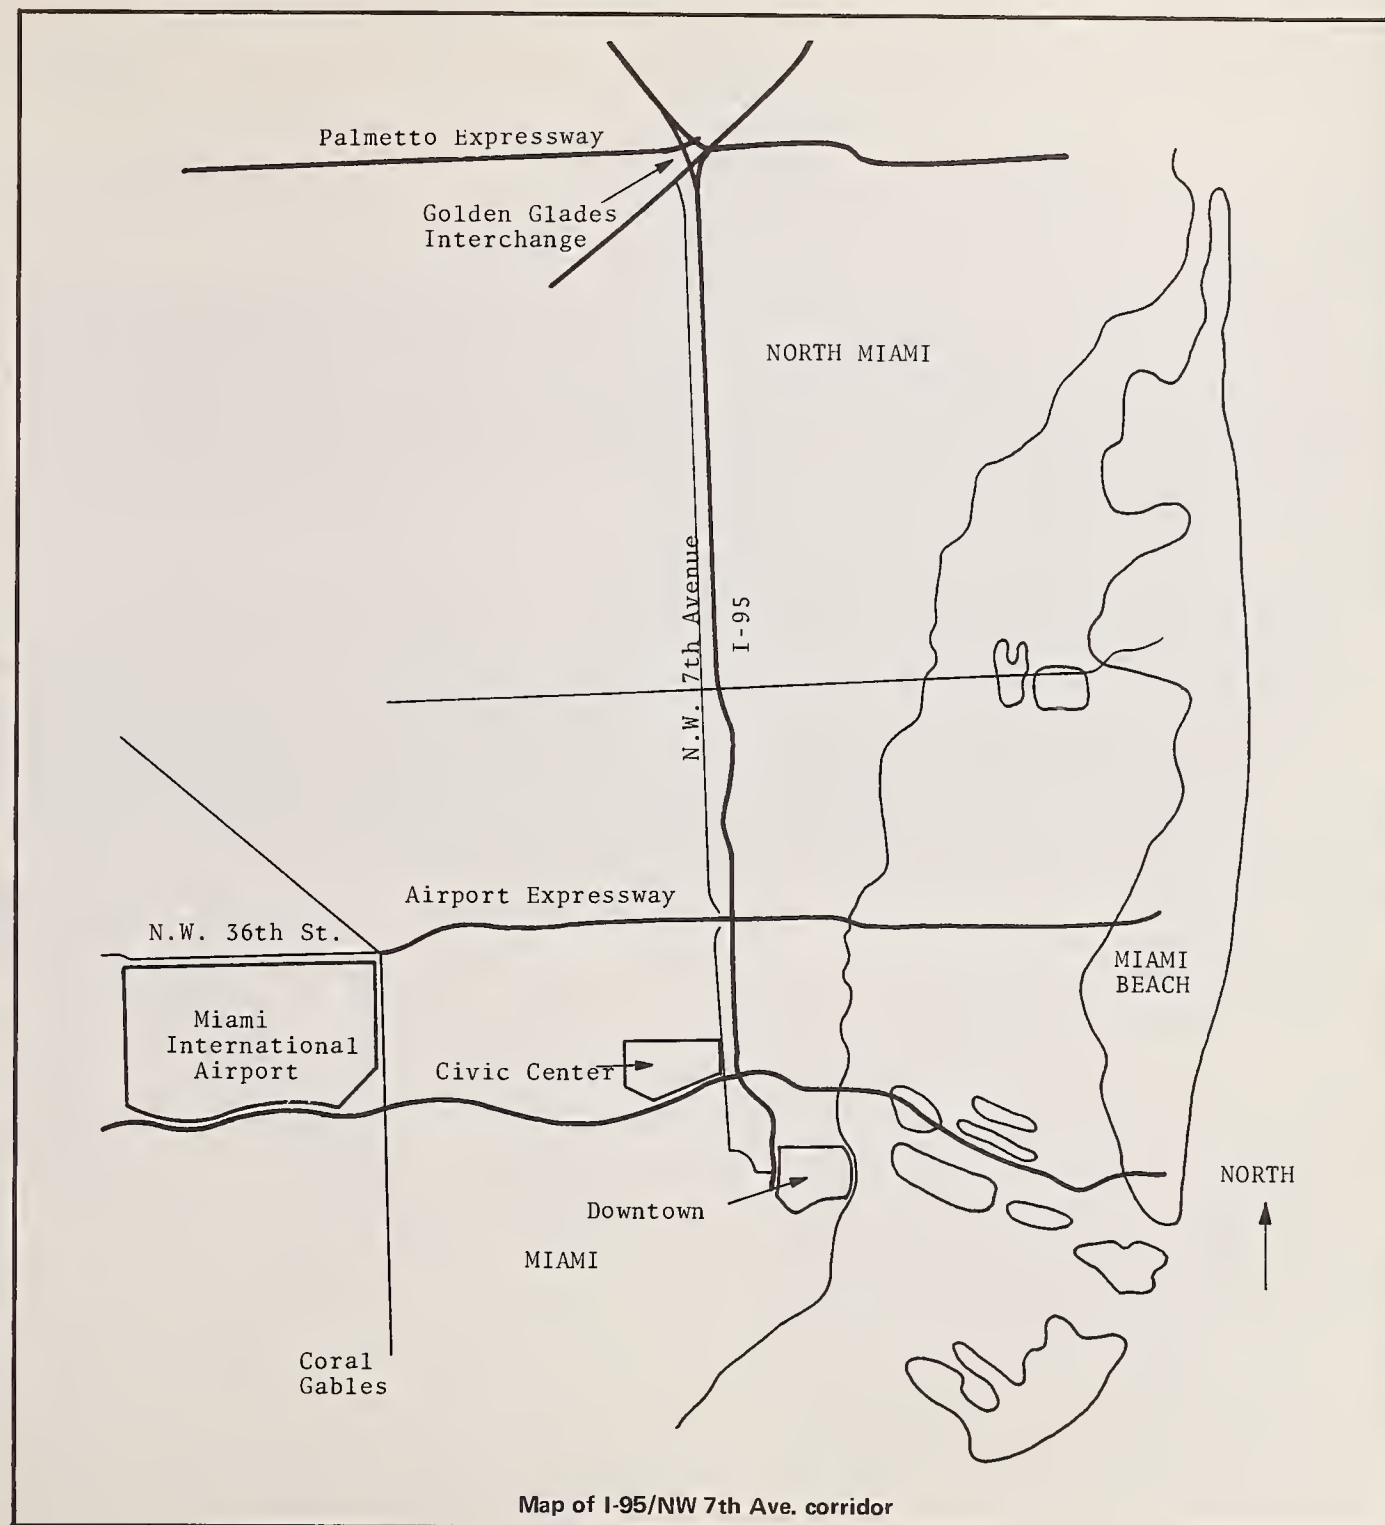 Palmetto Expressway
Golden Glades
Interchange
NORTH MIAMI
N.W. 7th Avenue
I-95
Airport Expressway
N.W. 36th St.
MIAMI
BEACH
Miami
International
Airport
Civic Center
NORTH
Downtown
MIAMI
Coral
Gables
Map of I-95/NW 7th Ave. corridor